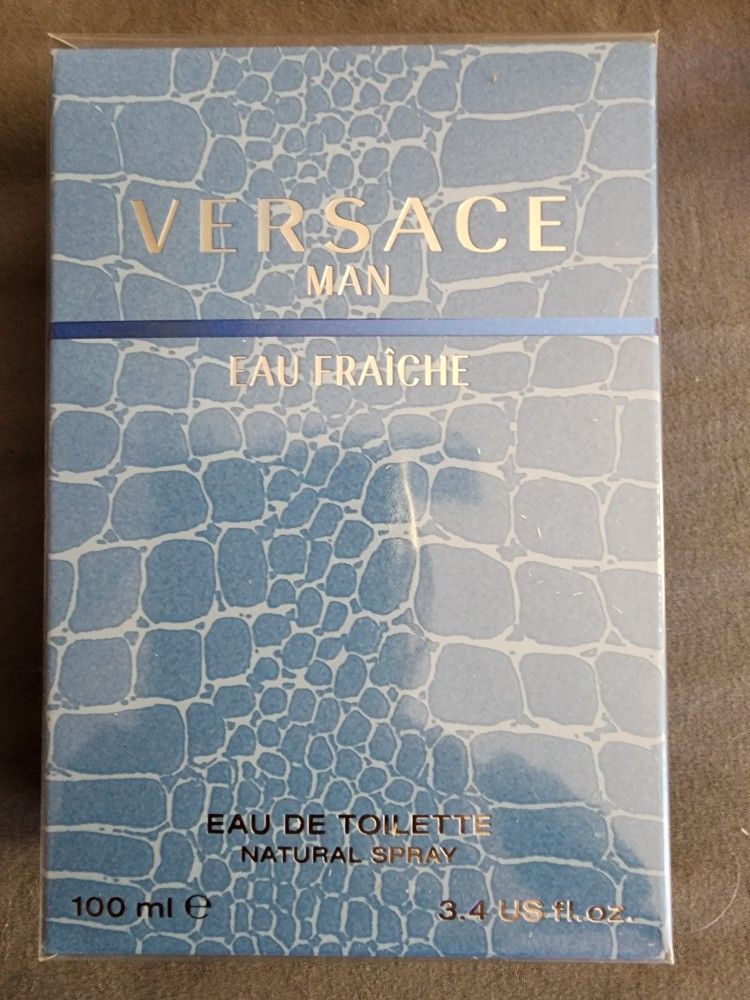 VERSACE
MAN
EAU FRAÎCHE
EAU DE TOILETTE
NATURAL SPRAY
100 ml ℮ 3.4 US fl.oz.